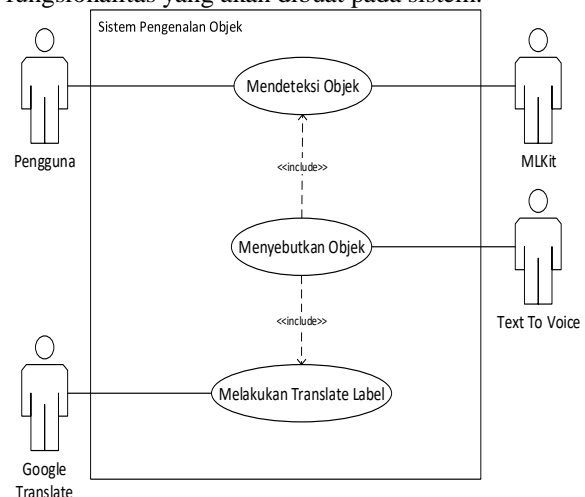 fungsionalitas yang akan dibuat pada sistem.
Sistem Pengenalan Objek
Mendeteksi Objek
Pengguna
MLKit
<<include>>
Menyebutkan Objek
Text To Voice
<<include>>
Melakukan Translate Label
Google
Translate